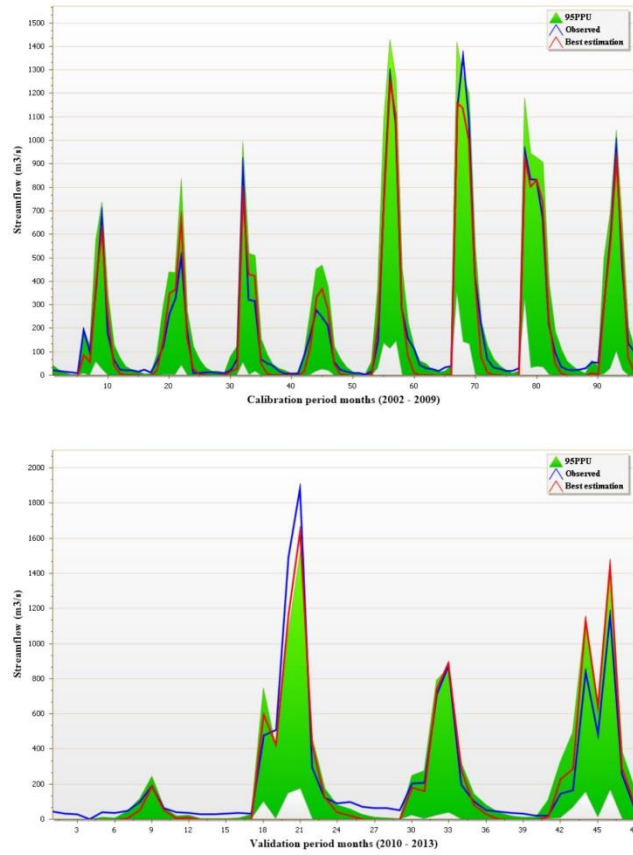 1500
1400
1300
1200
1100
1000
900
800
700
600
500
400
300
200
100
0
Streamflow (m3/s)
95PPU
Observed
Best estimation
10 20 30 40 50 60 70 80 90
Calibration period months (2002 - 2009)
2000
1800
1600
1400
1200
1000
800
600
400
200
0
Streamflow (m3/s)
95PPU
Observed
Best estimation
3 6 9 12 15 18 21 24 27 30 33 36 39 42 45 48
Validation period months (2010 - 2013)